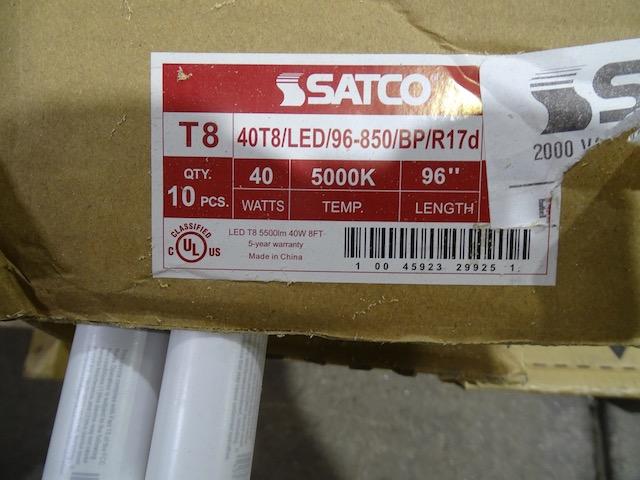 SATCO
T8 40T8/LED/96-850/BP/R17d
QTY. 10 PCS.
40 WATTS
5000K TEMP.
96" LENGTH
CLASSIFIED
C UL US
LED T8 5500lm 40W 8FT
5-year warranty
Made in China
1 00 45923 29925 1
S
2000 V